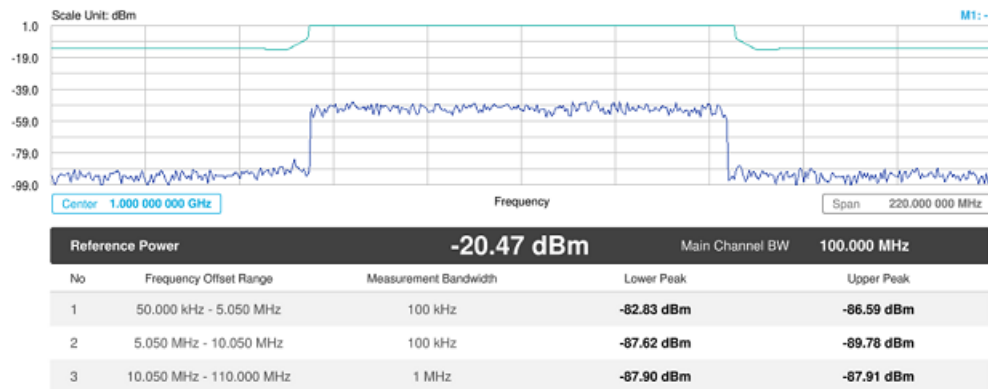 Scale Unit: dBm
M1: -
1.0
-19.0
-39.0
-59.0
-79.0
-99.0
Center 1.000 000 000 GHz
Frequency
Span 220.000 000 MHz
Reference Power -20.47 dBm Main Channel BW 100.000 MHz
No Frequency Offset Range Measurement Bandwidth Lower Peak Upper Peak
1 50.000 kHz - 5.050 MHz 100 kHz -82.83 dBm -86.59 dBm
2 5.050 MHz - 10.050 MHz 100 kHz -87.62 dBm -89.78 dBm
3 10.050 MHz - 110.000 MHz 1 MHz -87.90 dBm -87.91 dBm